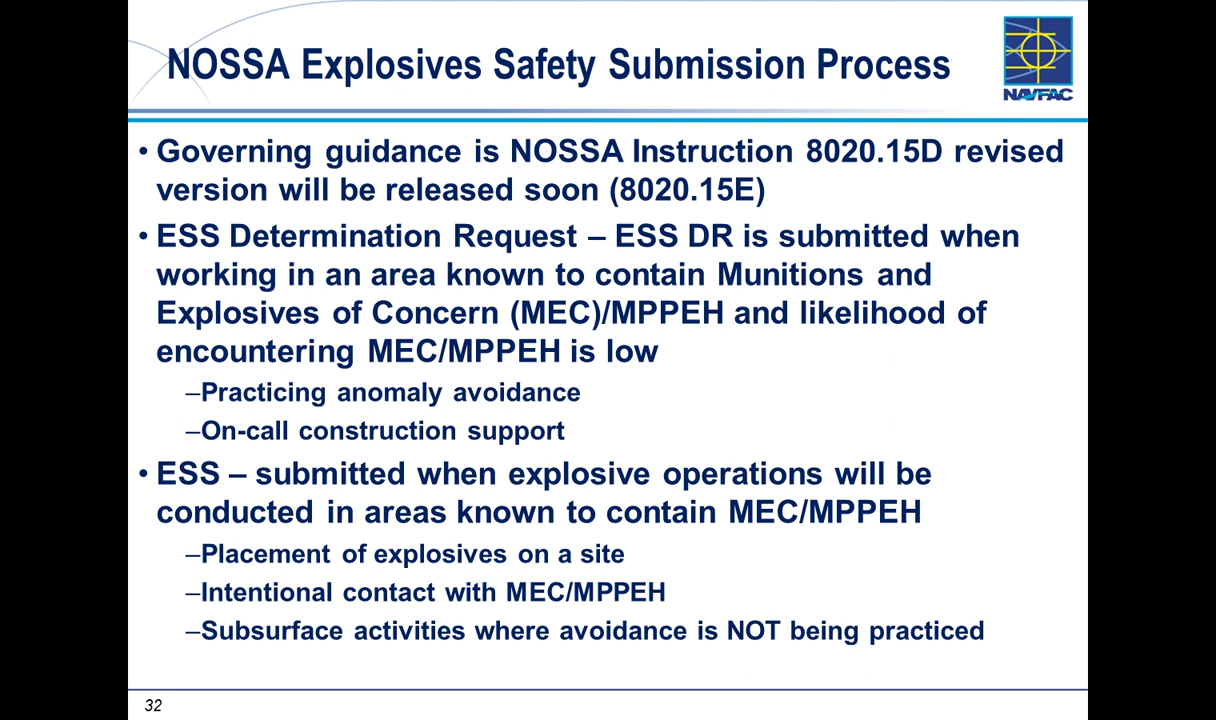 NOSSA Explosives Safety Submission Process
NAVFAC
• Governing guidance is NOSSA Instruction 8020.15D revised
version will be released soon (8020.15E)
• ESS Determination Request – ESS DR is submitted when
working in an area known to contain Munitions and
Explosives of Concern (MEC)/MPPEH and likelihood of
encountering MEC/MPPEH is low
–Practicing anomaly avoidance
–On-call construction support
• ESS – submitted when explosive operations will be
conducted in areas known to contain MEC/MPPEH
–Placement of explosives on a site
–Intentional contact with MEC/MPPEH
–Subsurface activities where avoidance is NOT being practiced
32